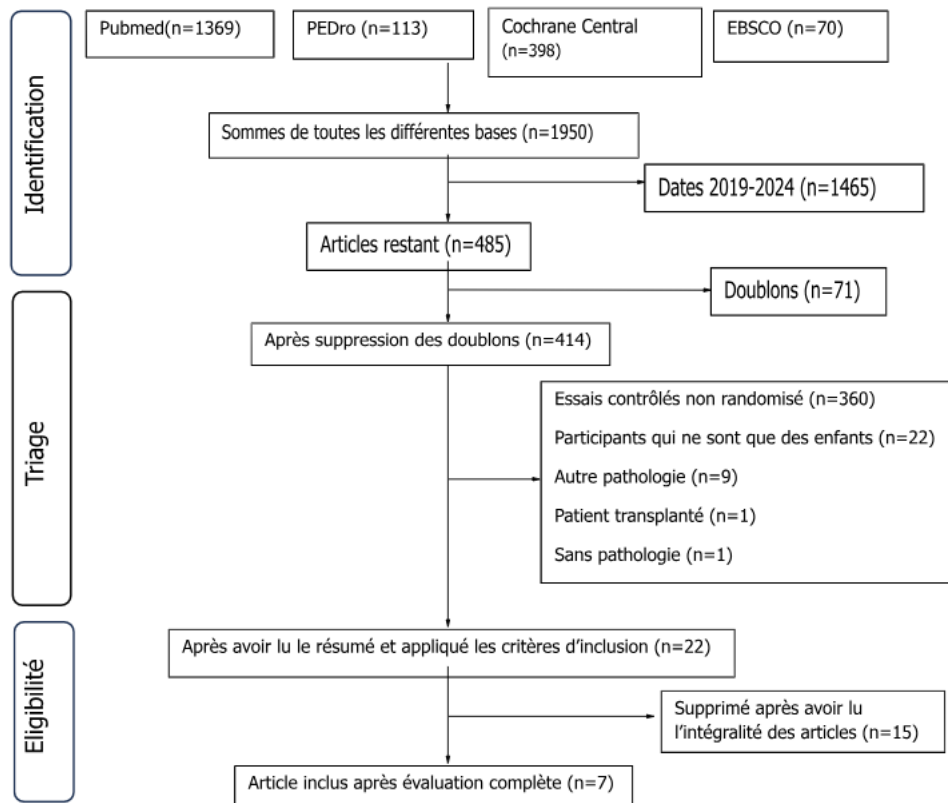 Identification
Pubmed(n=1369)
PEDro (n=113)
Cochrane Central
(n=398)
EBSCO (n=70)
Sommes de toutes les différentes bases (n=1950)
Dates 2019-2024 (n=1465)
Articles restant (n=485)
Triage
Doublons (n=71)
Après suppression des doublons (n=414)
Essais contrôlés non randomisé (n=360)
Participants qui ne sont que des enfants (n=22)
Autre pathologie (n=9)
Patient transplanté (n=1)
Sans pathologie (n=1)
Eligibilité
Après avoir lu le résumé et appliqué les critères d’inclusion (n=22)
Supprimé après avoir lu
l’intégralité des articles (n=15)
Article inclus après évaluation complète (n=7)